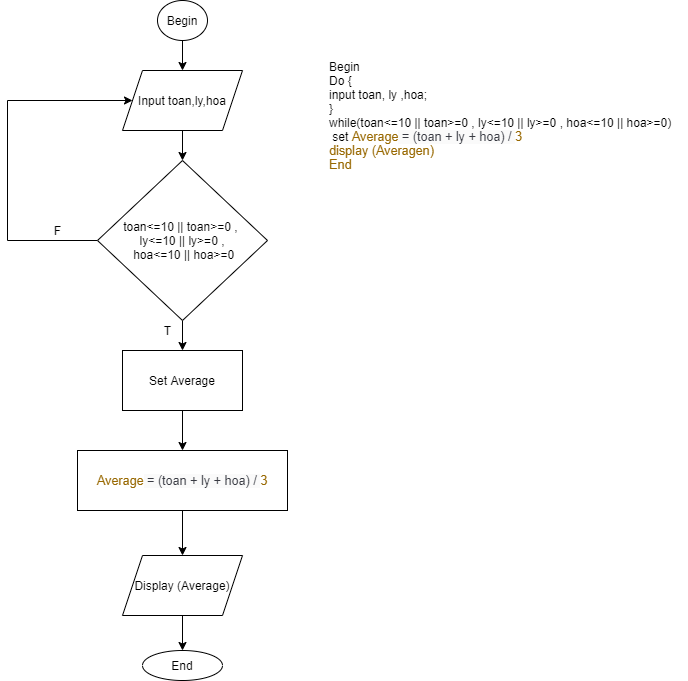 Begin
Input toan,ly,hoa
F
toan<=10 || toan>=0 ,
ly<=10 || ly>=0 ,
hoa<=10 || hoa>=0
T
Set Average
Average = (toan + ly + hoa) / 3
Display (Average)
End
Begin
Do {
input toan, ly ,hoa;
}
while(toan<=10 || toan>=0 , ly<=10 || ly>=0 , hoa<=10 || hoa>=0)
set Average = (toan + ly + hoa) / 3
display (Averagen)
End